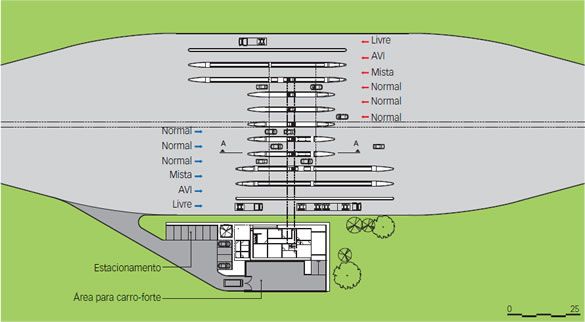 Livre
AVI
Mista
Normal
Normal
Normal
Normal
Normal
Normal
Mista
AVI
Livre
A
A
Estacionamento
Área para carro-forte
0 25